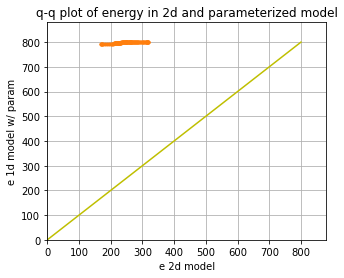 q-q plot of energy in 2d and parameterized model
800
700
600
500
400
300
200
100
0
e 1d model w/ param
0 100 200 300 400 500 600 700 800
e 2d model